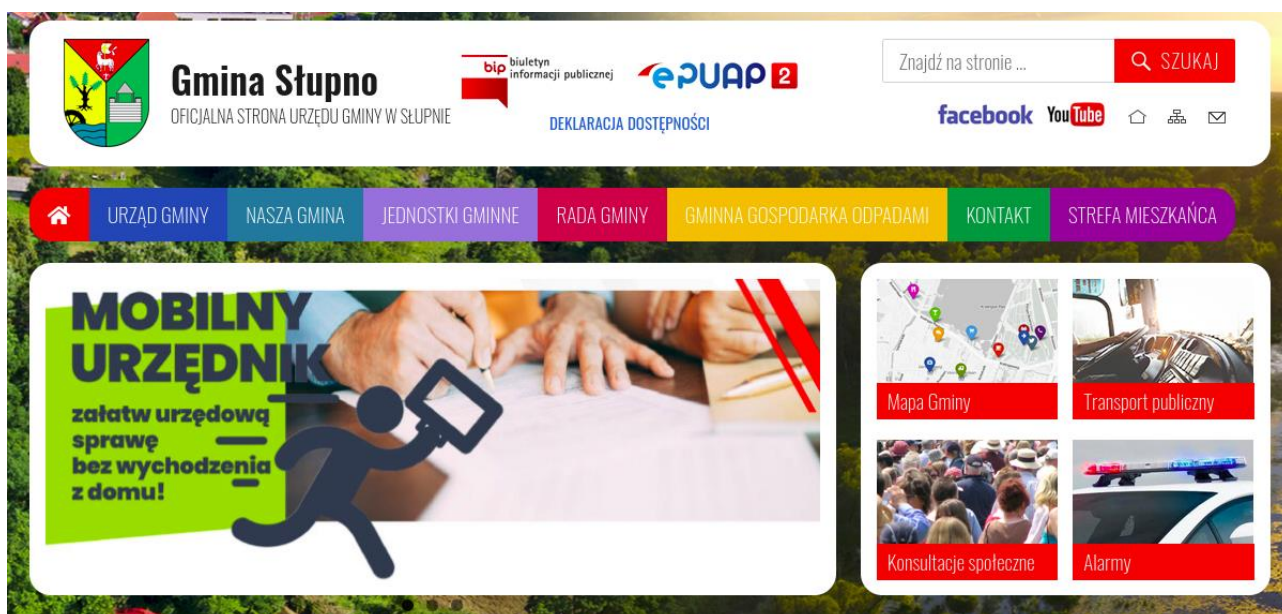 Gmina Słupno
OFICJALNA STRONA URZĘDU GMINY W SŁUPNIE
bip biuletyn
informacji publicznej
ePUAP 2
DEKLARACJA DOSTĘPNOŚCI
Znajdź na stronie ...
SZUKAJ
facebook
YouTube
URZĄD GMINY
NASZA GMINA
JEDNOSTKI GMINNE
RADA GMINY
GMINNA GOSPODARKA ODPADAMI
KONTAKT
STREFA MIESZKAŃCA
MOBILNY
URZĘDNIK
załatw urzędową
sprawę
bez wychodzenia
z domu!
Mapa Gminy
Transport publiczny
Konsultacje społeczne
Alarmy